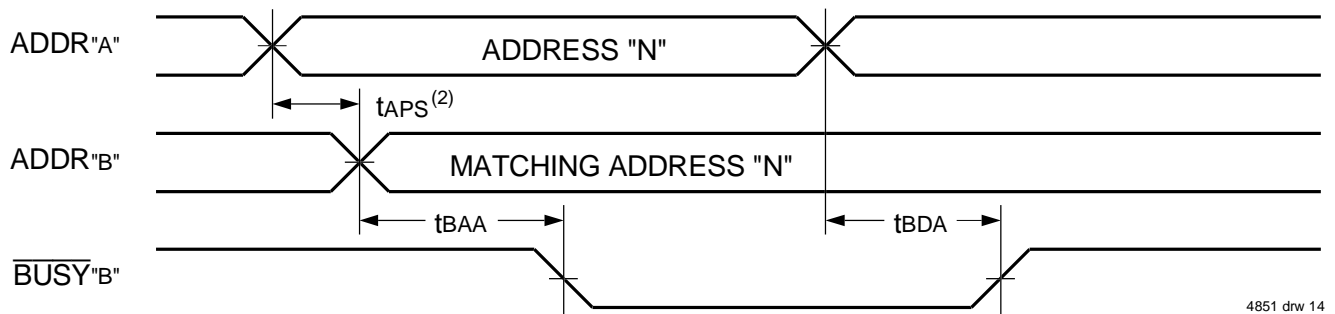 ADDR"A"
ADDRESS "N"
tAPS(2)
ADDR"B"
MATCHING ADDRESS "N"
tBAA
tBDA
BUSY"B"
4851 drw 14